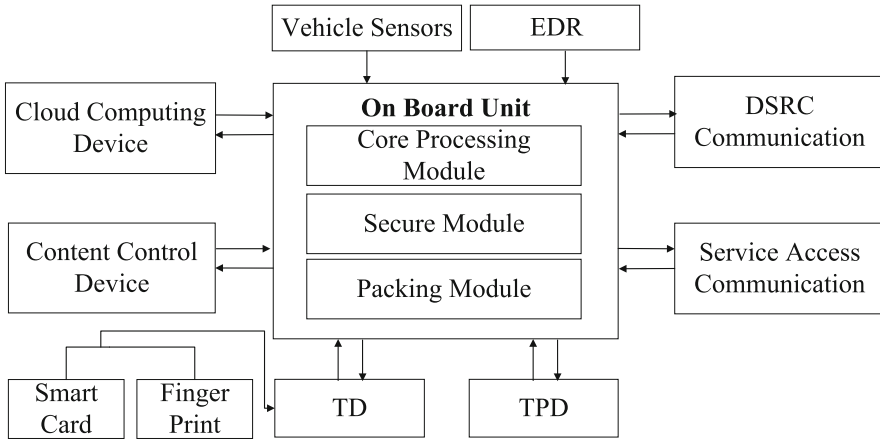 Vehicle Sensors
EDR
Cloud Computing
Device
On Board Unit
Core Processing
Module
DSRC
Communication
Secure Module
Content Control
Device
Service Access
Communication
Packing Module
Smart
Card
Finger
Print
TD
TPD